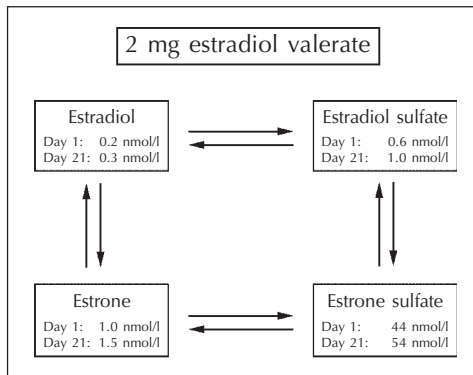 2 mg estradiol valerate
Estradiol
Day 1: 0.2 nmol/l
Day 21: 0.3 nmol/l
Estradiol sulfate
Day 1: 0.6 nmol/l
Day 21: 1.0 nmol/l
Estrone
Day 1: 1.0 nmol/l
Day 21: 1.5 nmol/l
Estrone sulfate
Day 1: 44 nmol/l
Day 21: 54 nmol/l